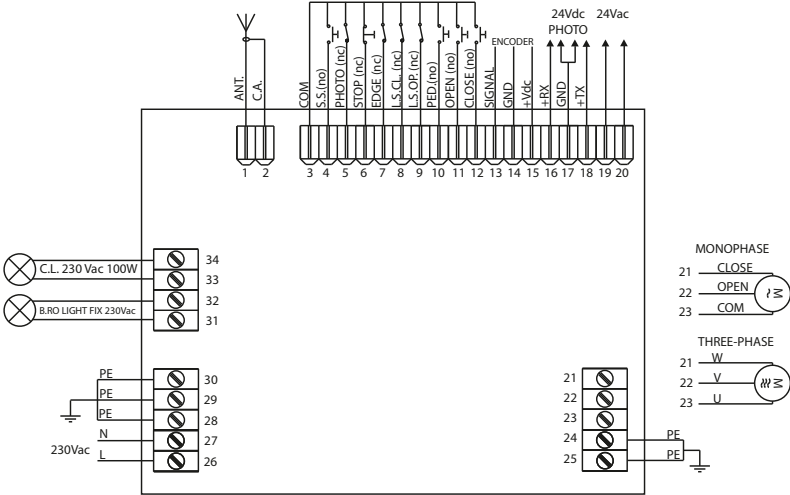 24Vdc
PHOTO
24Vac
ANT.
C.A.
COM
S.S.(no)
PHOTO (nc)
STOP (nc)
EDGE (nc)
L.S.CL. (nc)
L.S.OP. (nc)
PED.(no)
OPEN (no)
CLOSE (no)
ENCODER
SIGNAL
GND
+Vdc
+RX
GND
+TX
1 2 3 4 5 6 7 8 9 10 11 12 13 14 15 16 17 18 19 20
C.L. 230 Vac 100W
34
33
B.RO LIGHT FIX 230Vac
32
31
PE 30
PE 29
PE 28
230Vac
N 27
L 26
21
22
23
24 PE
25 PE
MONOPHASE
21 CLOSE
22 OPEN
23 COM
M
~
THREE-PHASE
21 W
22 V
23 U
M